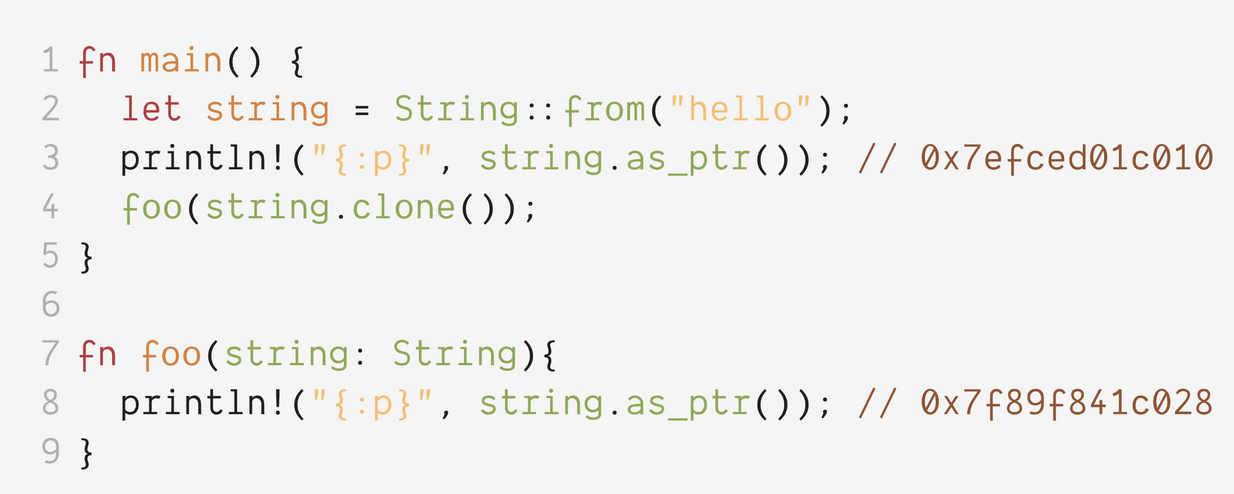 1 fn main() {
2   let string = String::from("hello");
3   println!("{:p}", string.as_ptr()); // 0x7efced01c010
4   foo(string.clone());
5 }
6
7 fn foo(string: String){
8   println!("{:p}", string.as_ptr()); // 0x7f89f841c028
9 }